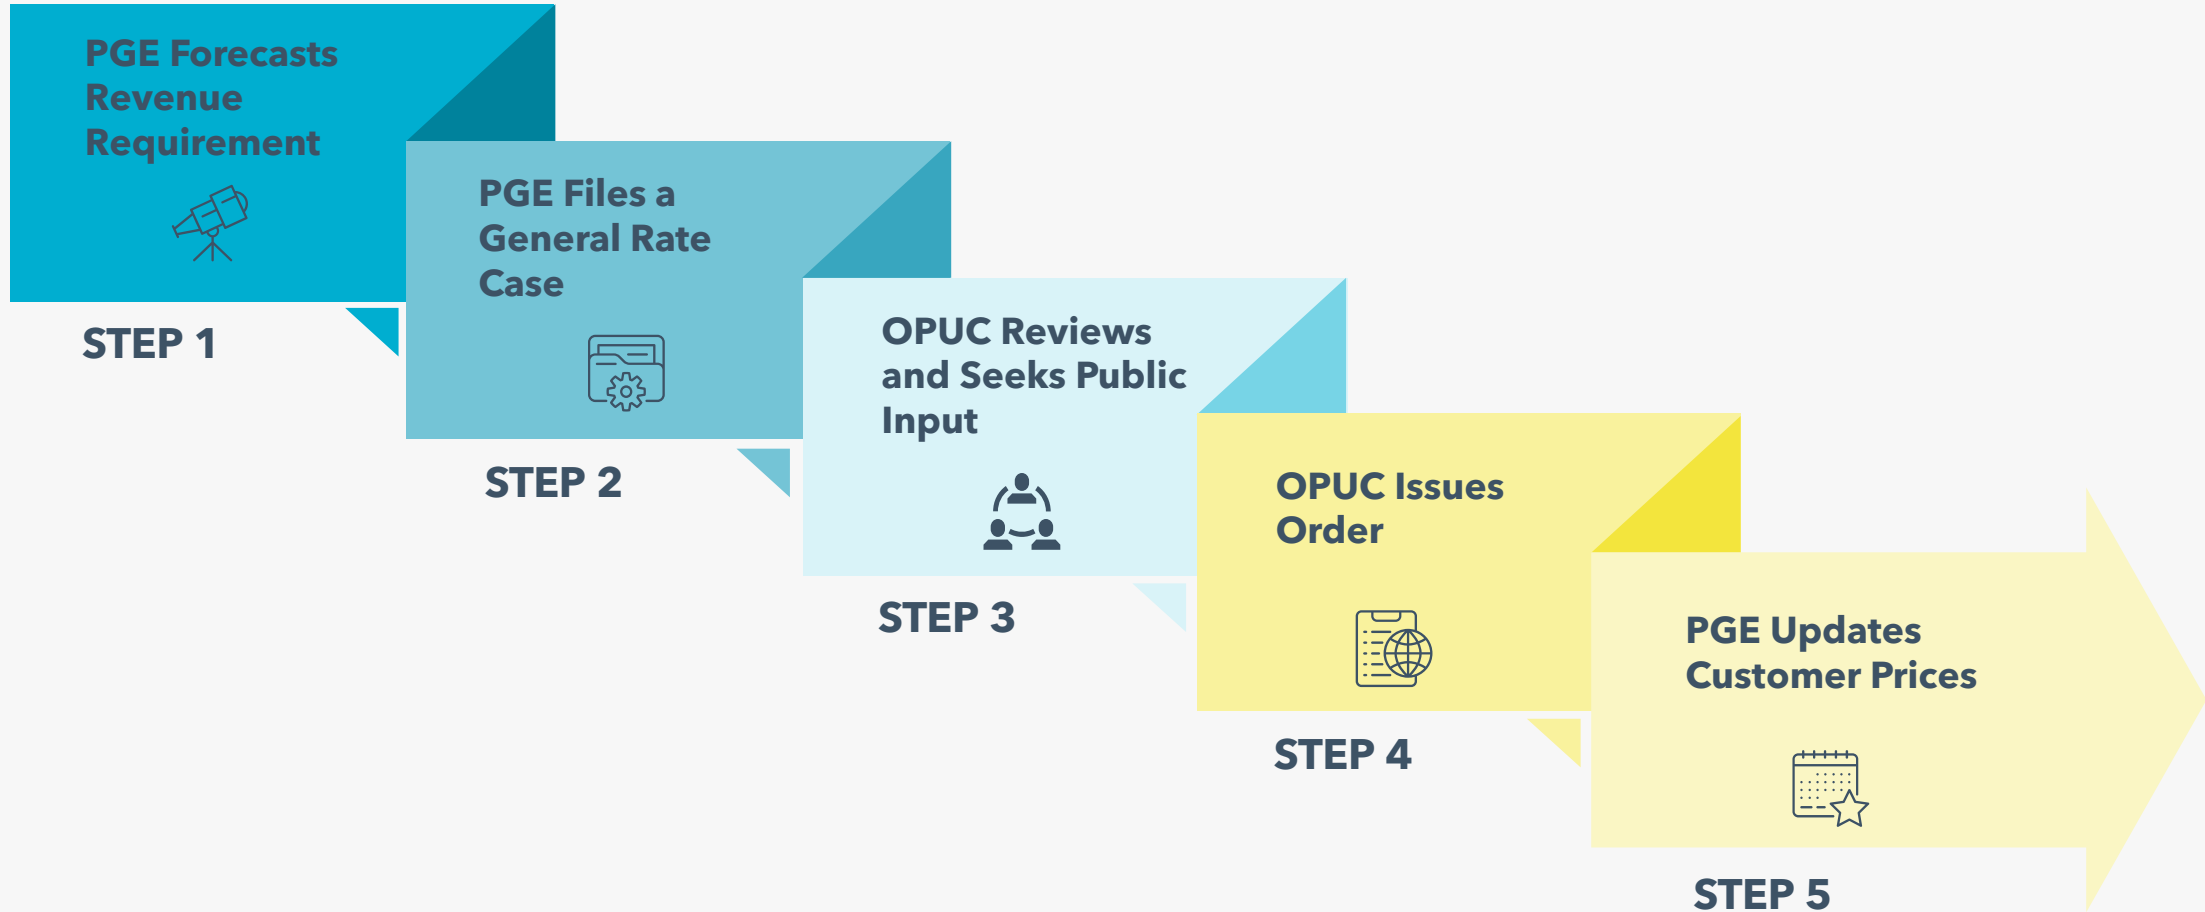 PGE Forecasts
Revenue
Requirement
STEP 1
PGE Files a
General Rate
Case
STEP 2
OPUC Reviews
and Seeks Public
Input
STEP 3
OPUC Issues
Order
STEP 4
PGE Updates
Customer Prices
STEP 5